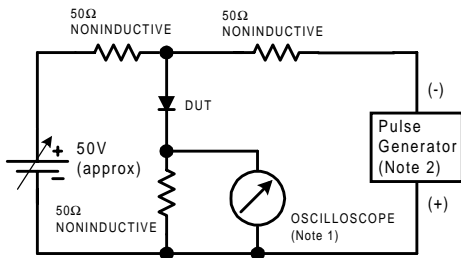 50Ω
NONINDUCTIVE
50Ω
NONINDUCTIVE
DUT
(-)
Pulse
Generator
(Note 2)
(+)
+
50V
(approx)
−
50Ω
NONINDUCTIVE
OSCILLOSCOPE
(Note 1)